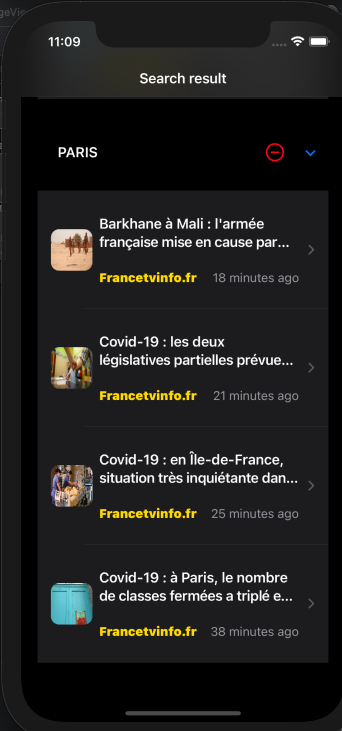 11:09
Search result
PARIS
Barkhane à Mali : l'armée
française mise en cause par...
Francetvinfo.fr 18 minutes ago
Covid-19 : les deux
législatives partielles prévue...
Francetvinfo.fr 21 minutes ago
Covid-19 : en Île-de-France,
situation très inquiétante dan...
Francetvinfo.fr 25 minutes ago
Covid-19 : à Paris, le nombre
de classes fermées a triplé e...
Francetvinfo.fr 38 minutes ago